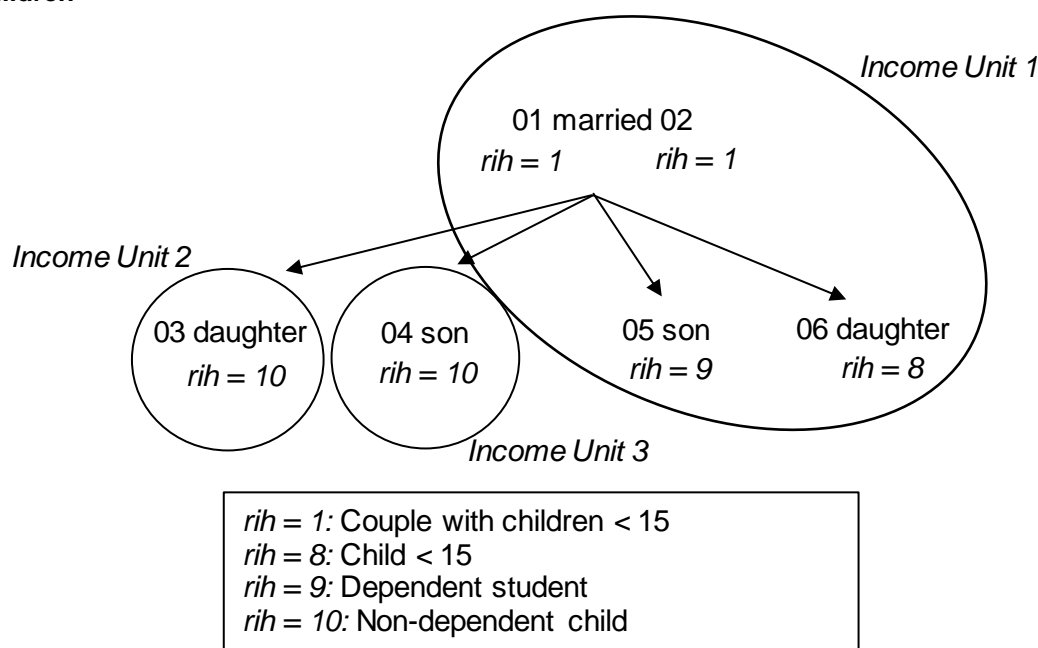 Income Unit 1
01 married 02
rih = 1 rih = 1
Income Unit 2
03 daughter 04 son 05 son 06 daughter
rih = 10 rih = 10 rih = 9 rih = 8
Income Unit 3
rih = 1: Couple with children < 15
rih = 8: Child < 15
rih = 9: Dependent student
rih = 10: Non-dependent child